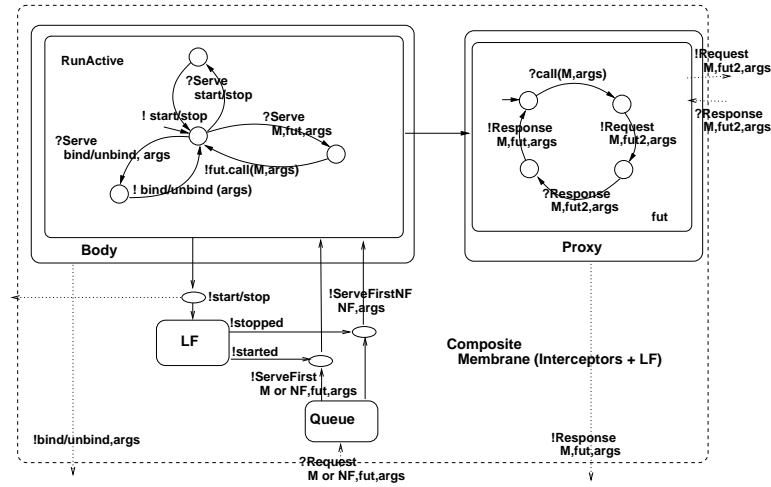 RunActive
?Serve
start/stop
! start/stop
?Serve
M,fut,args
?Serve
bind/unbind, args
!fut.call(M,args)
! bind/unbind (args)
Body
?call(M,args)
!Response
M,fut,args
!Request
M,fut2,args
?Response
M,fut2,args
fut
Proxy
!Request
M,fut2,args
?Response
M,fut2,args
!start/stop
!ServeFirstNF
NF,args
LF
!stopped
!started
!ServeFirst
M or NF,fut,args
Queue
Composite
Membrane (Interceptors + LF)
!bind/unbind,args
?Request
M or NF,fut,args
!Response
M,fut,args